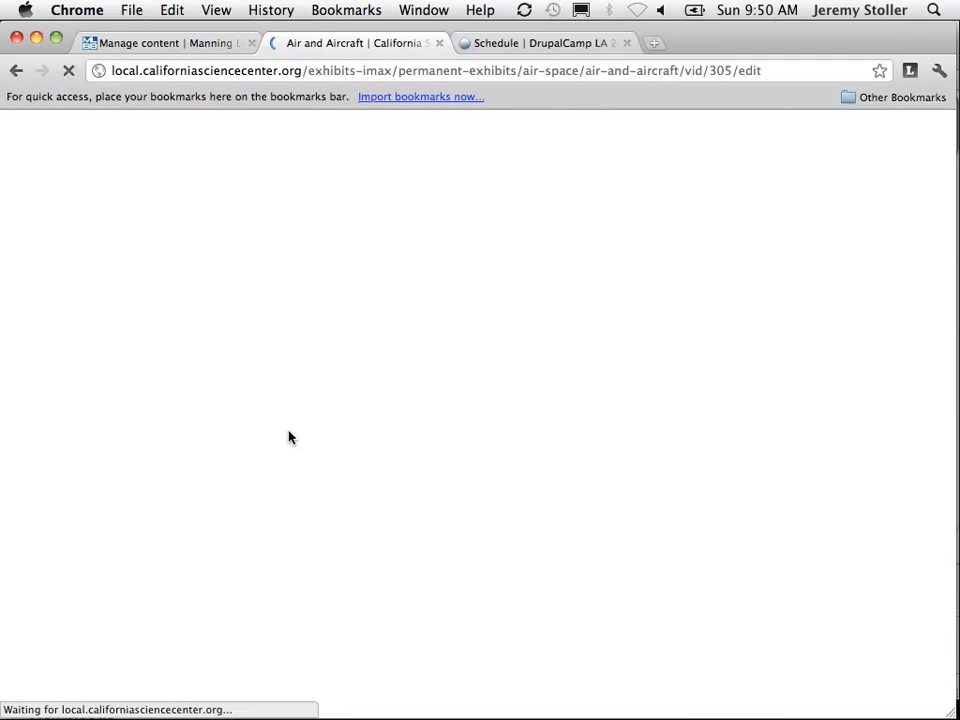 Chrome File Edit View History Bookmarks Window Help Sun 9:50 AM Jeremy Stoller
Manage content | Manning Air and Aircraft | California S Schedule | DrupalCamp LA 2
local.californiasciencecenter.org/exhibits-imax/permanent-exhibits/air-space/air-and-aircraft/vid/305/edit
For quick access, place your bookmarks here on the bookmarks bar. Import bookmarks now... Other Bookmarks
Waiting for local.californiasciencecenter.org...